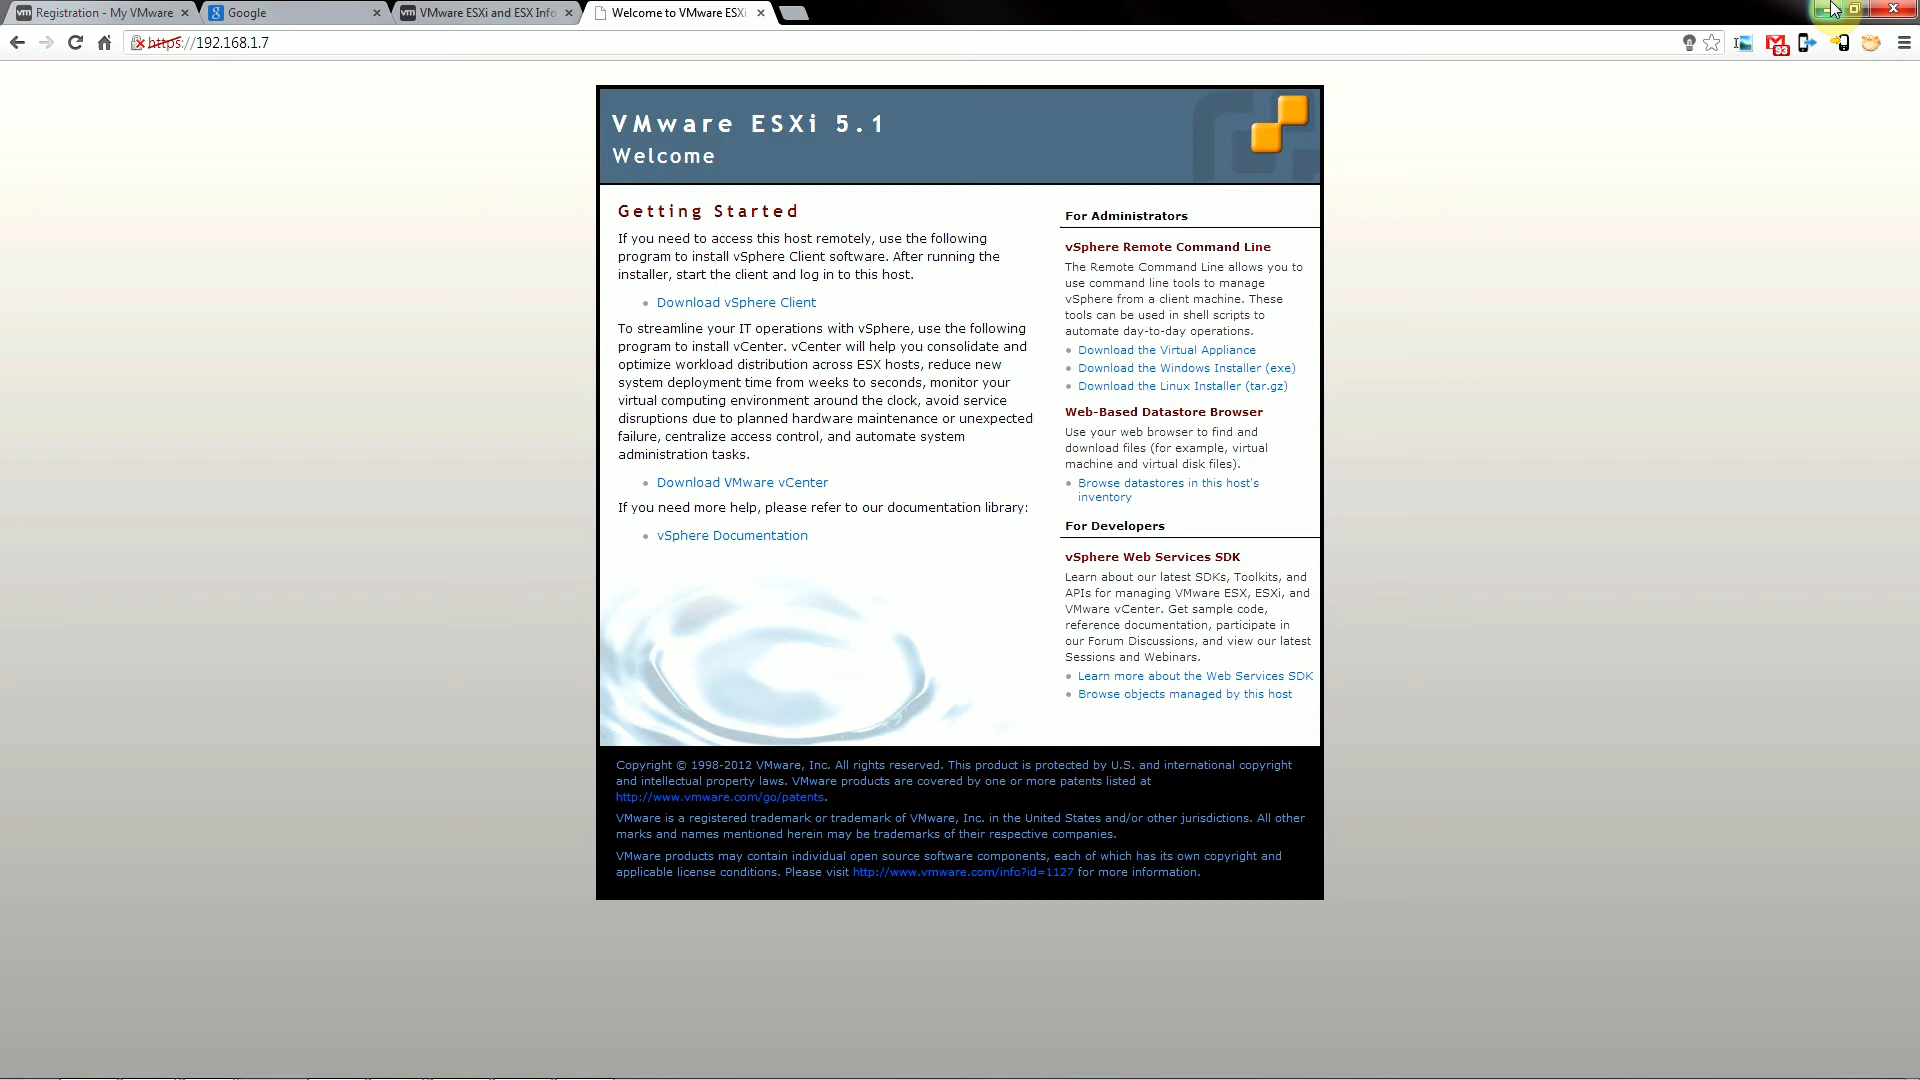 Registration - My VMware
Google
VMware ESXi and ESX Info
Welcome to VMware ESXi
https://192.168.1.7
93
VMware ESXi 5.1
Welcome
Getting Started
If you need to access this host remotely, use the following
program to install vSphere Client software. After running the
installer, start the client and log in to this host.
Download vSphere Client
To streamline your IT operations with vSphere, use the following
program to install vCenter. vCenter will help you consolidate and
optimize workload distribution across ESX hosts, reduce new
system deployment time from weeks to seconds, monitor your
virtual computing environment around the clock, avoid service
disruptions due to planned hardware maintenance or unexpected
failure, centralize access control, and automate system
administration tasks.
Download VMware vCenter
If you need more help, please refer to our documentation library:
vSphere Documentation
For Administrators
vSphere Remote Command Line
The Remote Command Line allows you to
use command line tools to manage
vSphere from a client machine. These
tools can be used in shell scripts to
automate day-to-day operations.
Download the Virtual Appliance
Download the Windows Installer (exe)
Download the Linux Installer (tar.gz)
Web-Based Datastore Browser
Use your web browser to find and
download files (for example, virtual
machine and virtual disk files).
Browse datastores in this host's
inventory
For Developers
vSphere Web Services SDK
Learn about our latest SDKs, Toolkits, and
APIs for managing VMware ESX, ESXi, and
VMware vCenter. Get sample code,
reference documentation, participate in
our Forum Discussions, and view our latest
Sessions and Webinars.
Learn more about the Web Services SDK
Browse objects managed by this host
Copyright © 1998-2012 VMware, Inc. All rights reserved. This product is protected by U.S. and international copyright
and intellectual property laws. VMware products are covered by one or more patents listed at
http://www.vmware.com/go/patents.
VMware is a registered trademark or trademark of VMware, Inc. in the United States and/or other jurisdictions. All other
marks and names mentioned herein may be trademarks of their respective companies.
VMware products may contain individual open source software components, each of which has its own copyright and
applicable license conditions. Please visit http://www.vmware.com/info?id=1127 for more information.